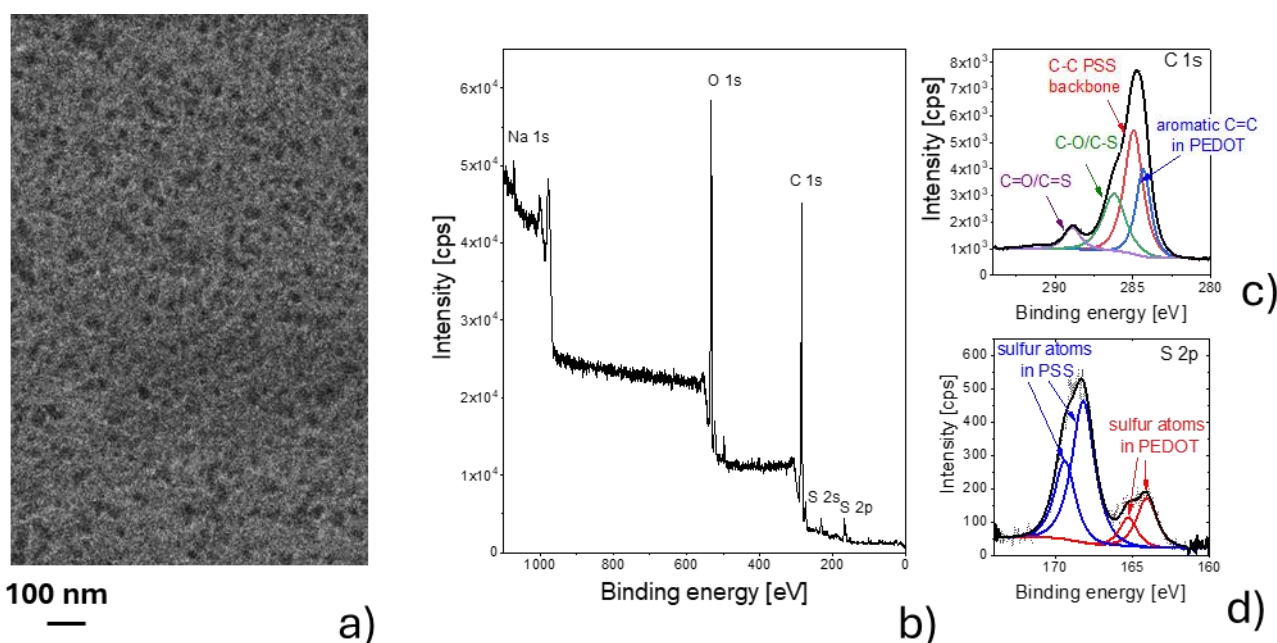 100 nm
a)
Intensity [cps]
6x10⁴
5x10⁴
4x10⁴
3x10⁴
2x10⁴
1x10⁴
0
Na 1s
O 1s
C 1s
S 2s
S 2p
1000 800 600 400 200 0
Binding energy [eV]
b)
Intensity [cps]
8x10³
7x10³
6x10³
5x10³
4x10³
3x10³
2x10³
1x10³
0
C 1s
C-C PSS
backbone
aromatic C=C
in PEDOT
C-O/C-S
C=O/C=S
290 285 280
Binding energy [eV]
c)
Intensity [cps]
600
500
400
300
200
100
0
S 2p
sulfur atoms
in PSS
sulfur atoms
in PEDOT
170 165 160
Binding energy [eV]
d)